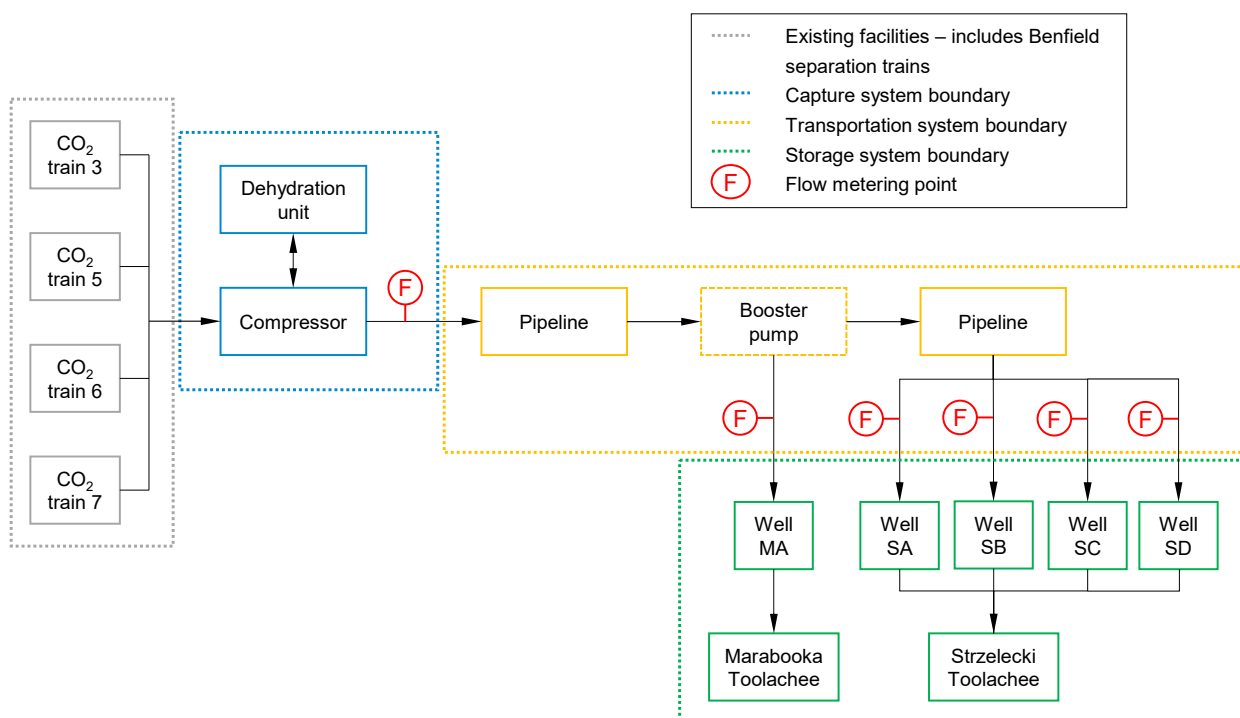 Existing facilities – includes Benfield
separation trains
Capture system boundary
Transportation system boundary
Storage system boundary
F
Flow metering point
CO2
train 3
CO2
train 5
CO2
train 6
CO2
train 7
Dehydration
unit
Compressor
F
Pipeline
Booster
pump
Pipeline
F
F
F
F
F
Well
MA
Well
SA
Well
SB
Well
SC
Well
SD
Marabooka
Toolachee
Strzelecki
Toolachee